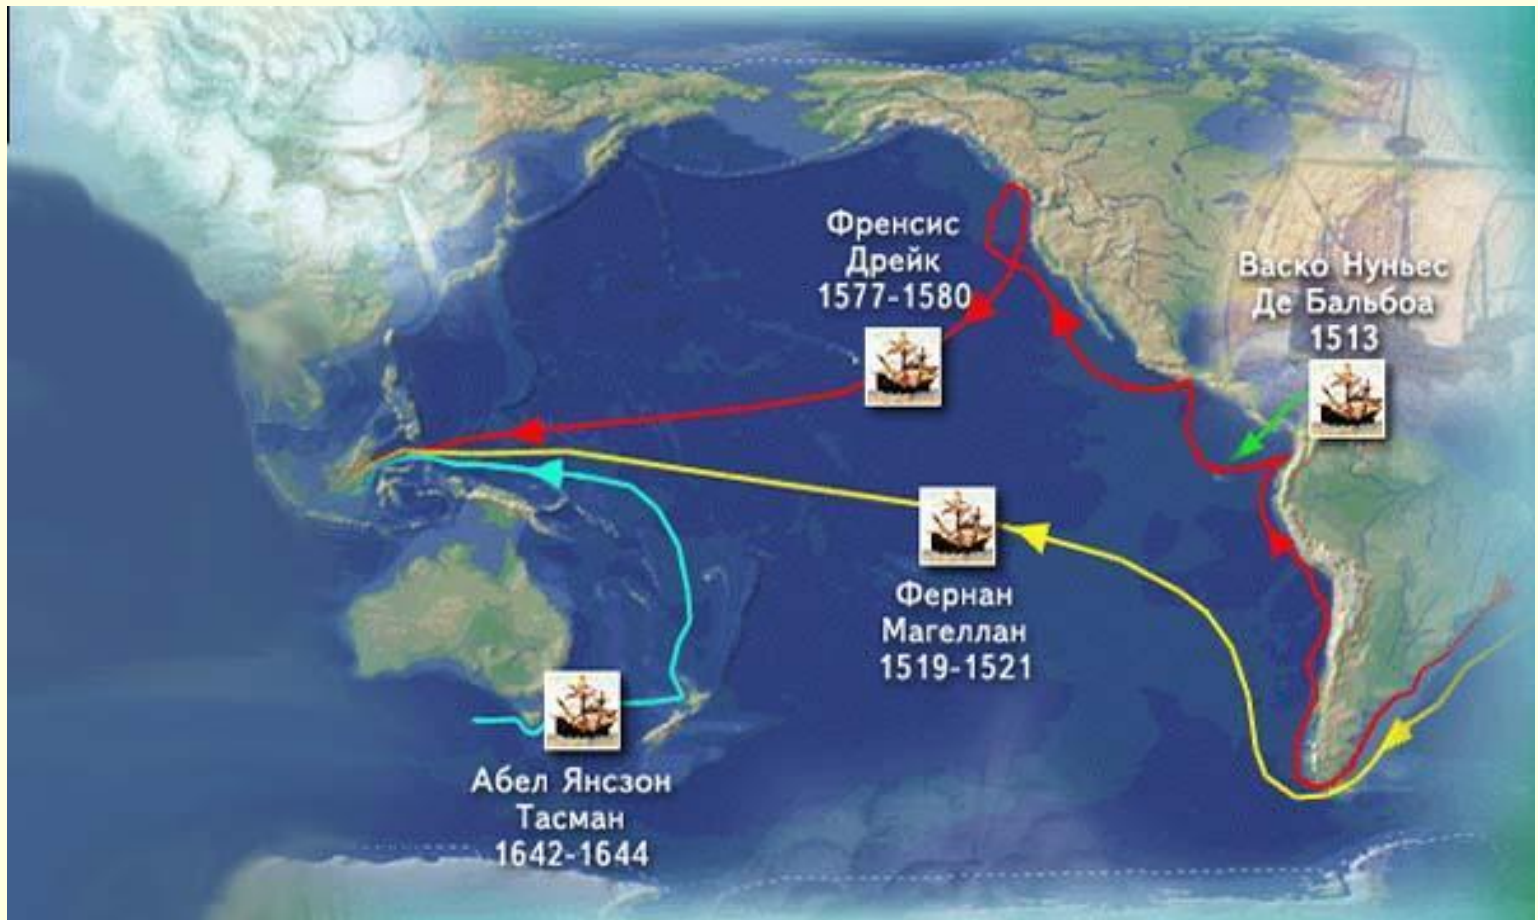 Френсис
Дрейк
1577-1580
Васко Нуньес
Де Бальбоа
1513
Фернан
Магеллан
1519-1521
Абел Янсзон
Тасман
1642-1644